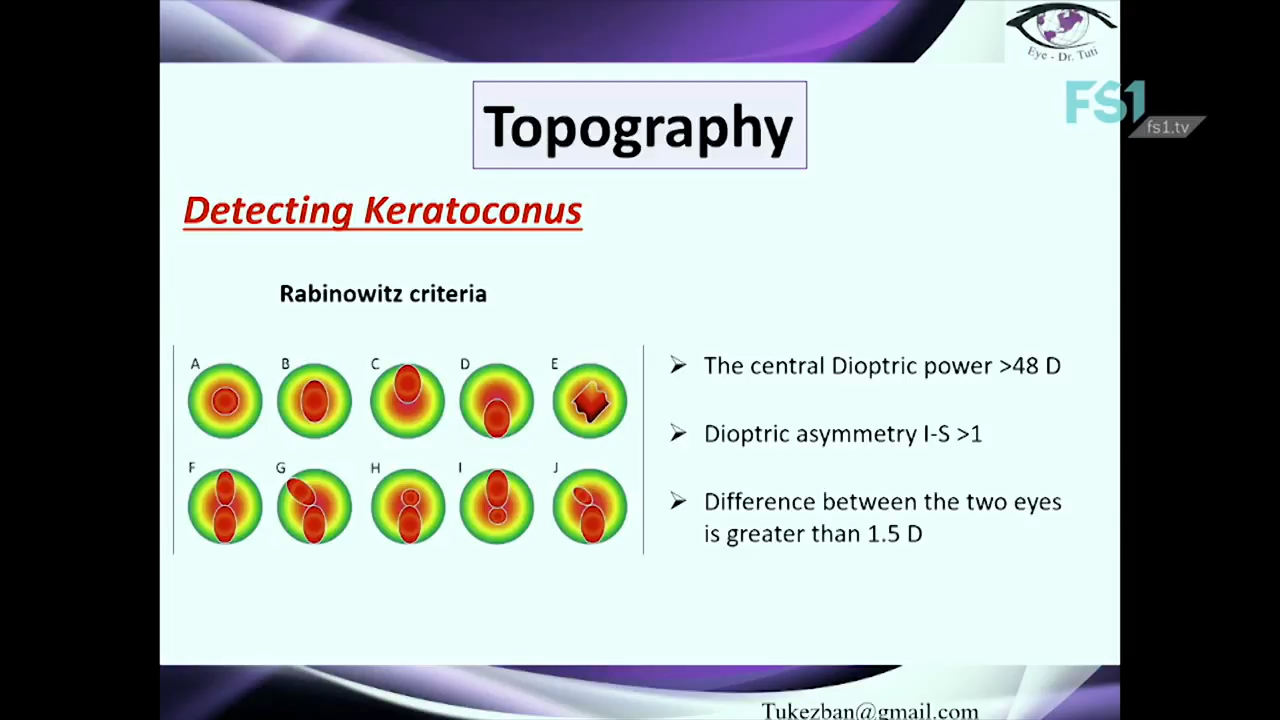 Eye - Dr. Tuti
FS1
fs1.tv
Topography
Detecting Keratoconus
Rabinowitz criteria
A B C D E
F G H I J
The central Dioptric power >48 D
Dioptric asymmetry I-S >1
Difference between the two eyes
is greater than 1.5 D
Tukezban@gmail.com